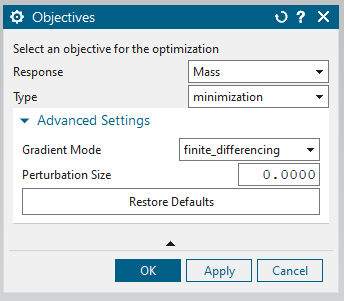 Objectives
Select an objective for the optimization
Response Mass
Type minimization
Advanced Settings
Gradient Mode finite_differencing
Perturbation Size 0.0000
Restore Defaults
OK Apply Cancel